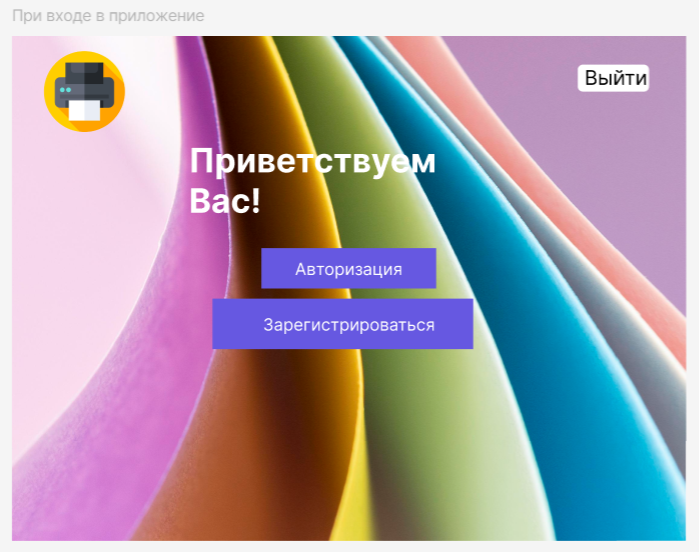 При входе в приложение
Выйти
Приветствуем
Вас!
Авторизация
Зарегистрироваться